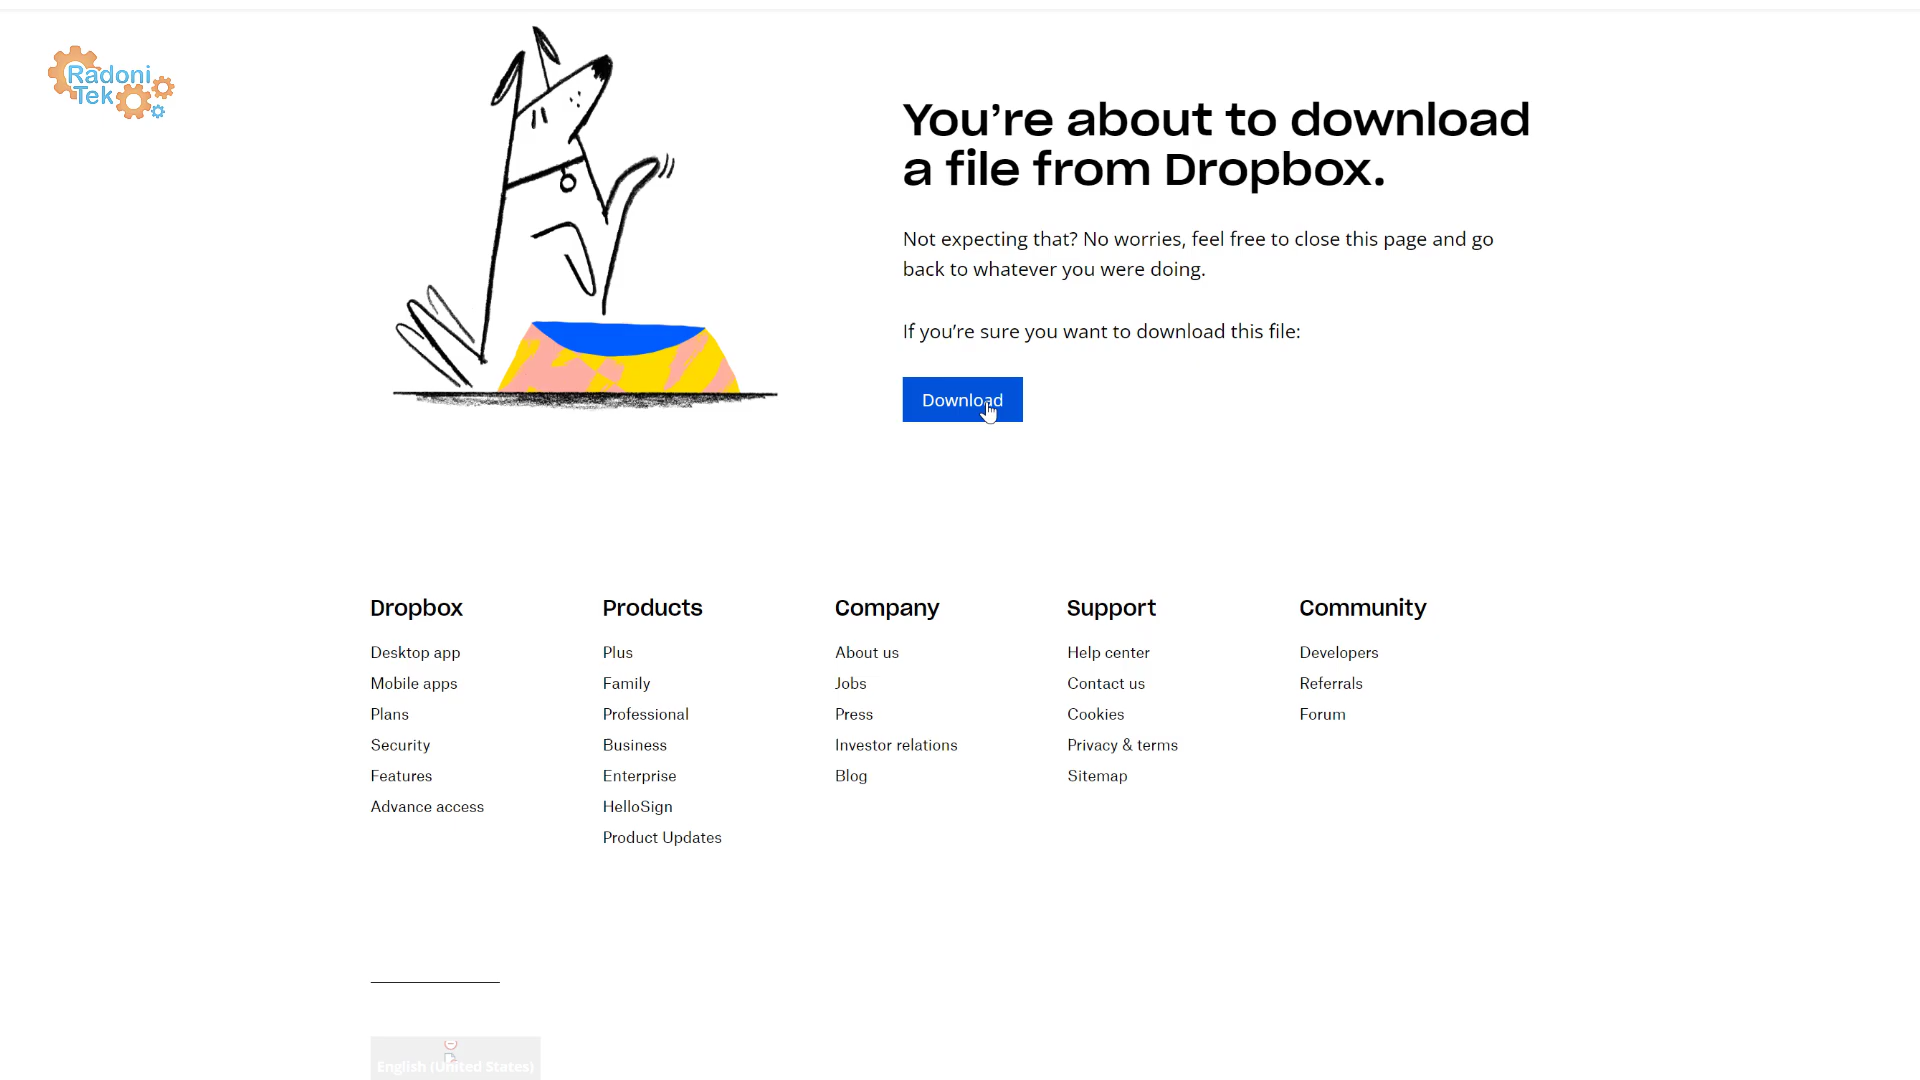 Radoni
Tek
You’re about to download
a file from Dropbox.
Not expecting that? No worries, feel free to close this page and go
back to whatever you were doing.
If you’re sure you want to download this file:
Download
Dropbox
Desktop app
Mobile apps
Plans
Security
Features
Advance access
Products
Plus
Family
Professional
Business
Enterprise
HelloSign
Product Updates
Company
About us
Jobs
Press
Investor relations
Blog
Support
Help center
Contact us
Cookies
Privacy & terms
Sitemap
Community
Developers
Referrals
Forum
English (United States)